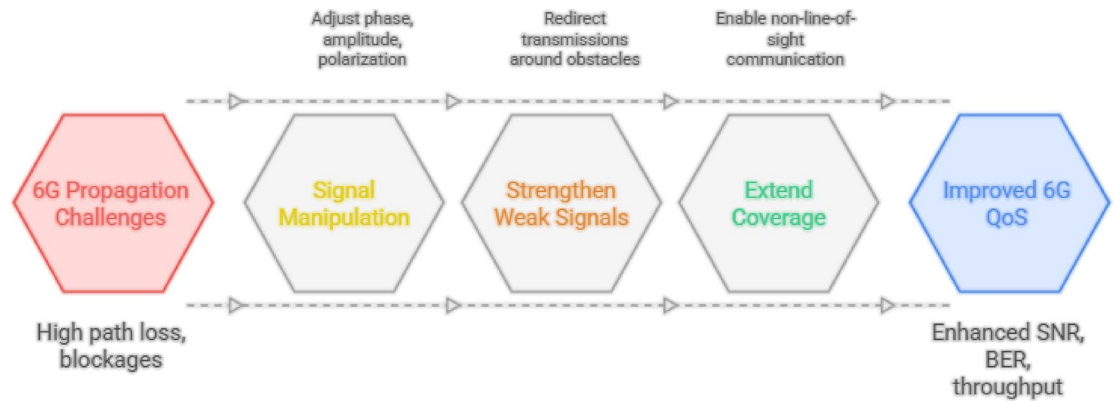 Adjust phase,
amplitude,
polarization
Redirect
transmissions
around obstacles
Enable non-line-of-
sight
communication
6G Propagation
Challenges
Signal
Manipulation
Strengthen
Weak Signals
Extend
Coverage
Improved 6G
QoS
High path loss,
blockages
Enhanced SNR,
BER,
throughput